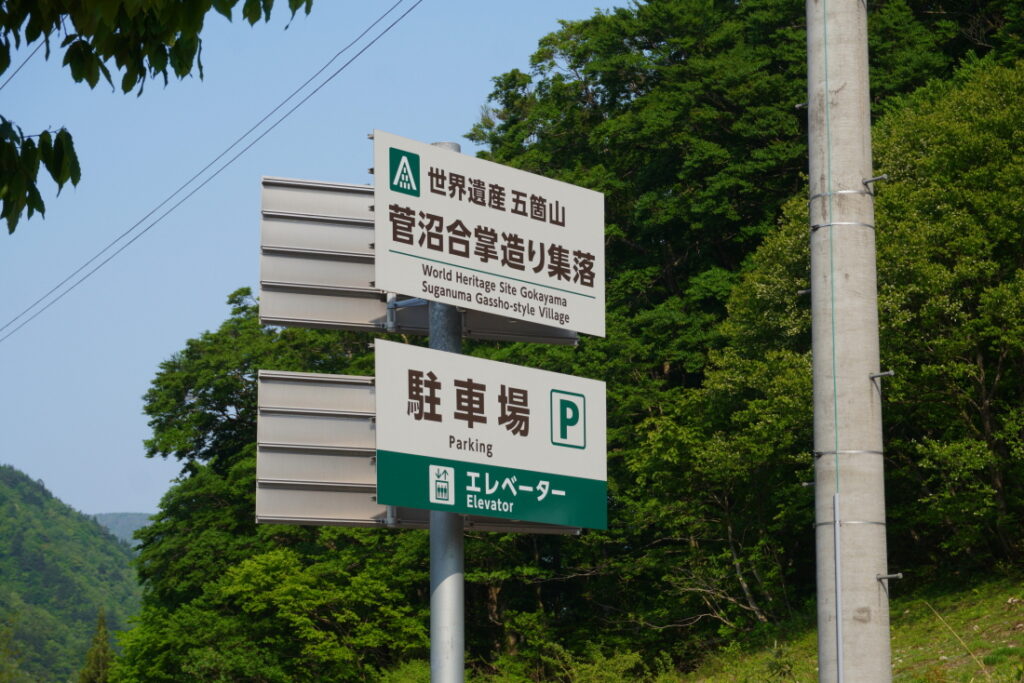 世界遺産 五箇山
菅沼合掌造り集落
World Heritage Site Gokayama
Suganuma Gassho-style Village
駐車場
P
Parking
エレベーター
Elevator